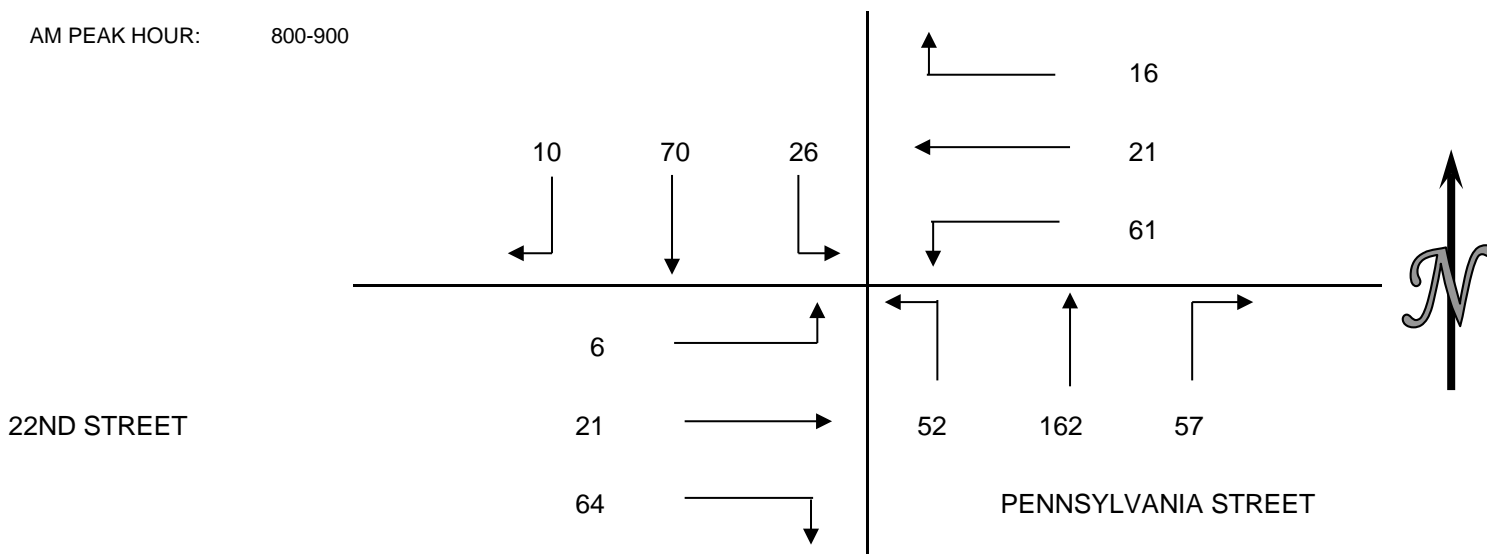 AM PEAK HOUR: 800-900
16
10 70 26 21
61
N
6
22ND STREET 21 52 162 57
64 PENNSYLVANIA STREET